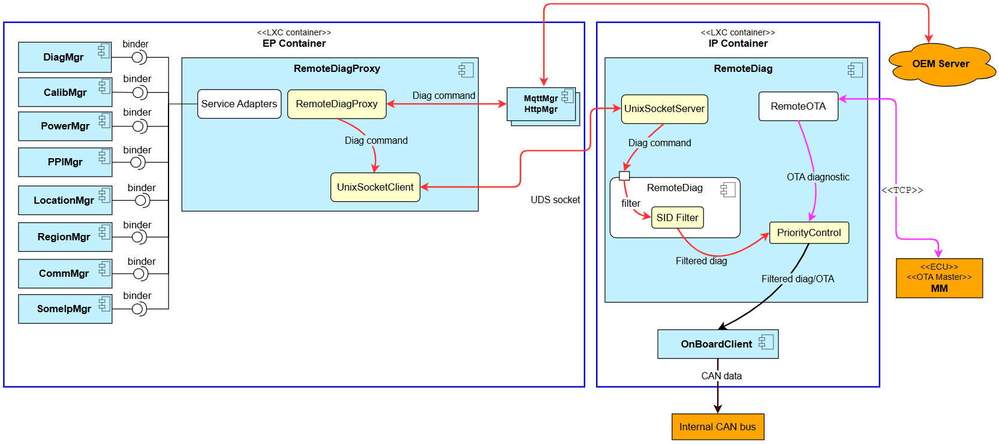 <<LXC container>>
EP Container
DiagMgr
binder
CalibMgr
binder
PowerMgr
binder
PPIMgr
binder
LocationMgr
binder
RegionMgr
binder
CommMgr
binder
SomeIpMgr
binder
RemoteDiagProxy
Service Adapters
RemoteDiagProxy
Diag command
Diag command
UnixSocketClient
MqttMgr
HttpMgr
UDS socket
<<LXC container>>
IP Container
RemoteDiag
UnixSocketServer
RemoteOTA
Diag command
OTA diagnostic
RemoteDiag
filter
SID Filter
PriorityControl
Filtered diag
Filtered diag/OTA
OnBoardClient
CAN data
Internal CAN bus
OEM Server
<<TCP>>
<<ECU>>
<<OTA Master>>
MM